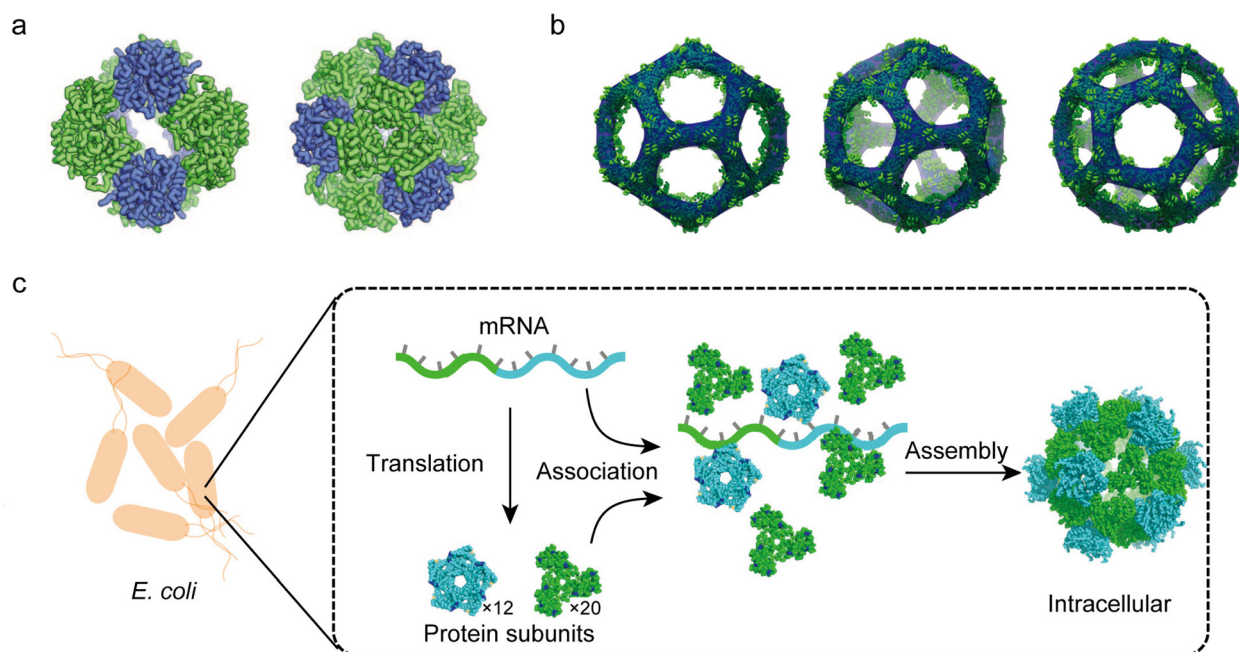 a
b
c
mRNA
Translation
Association
Assembly
×12
×20
Protein subunits
E. coli
Intracellular